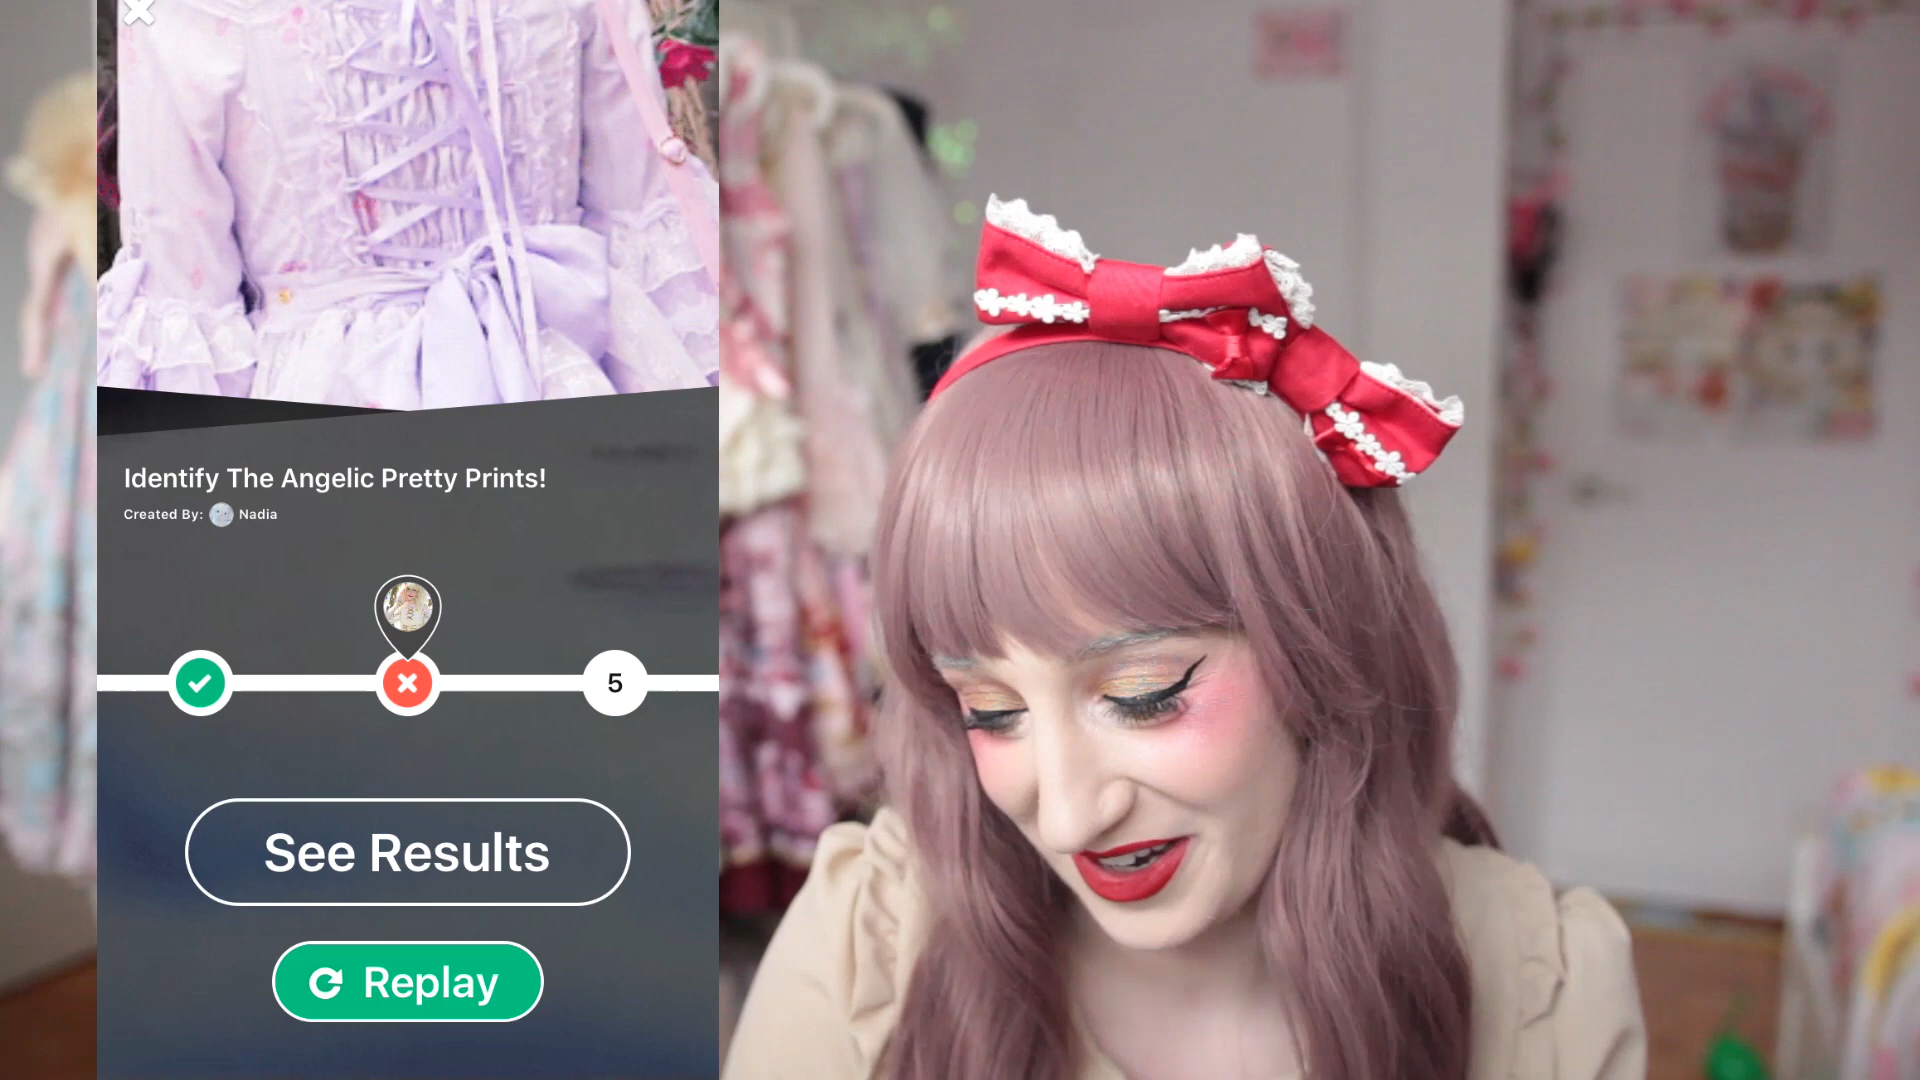 Identify The Angelic Pretty Prints!
Created By: Nadia
5
See Results
Replay